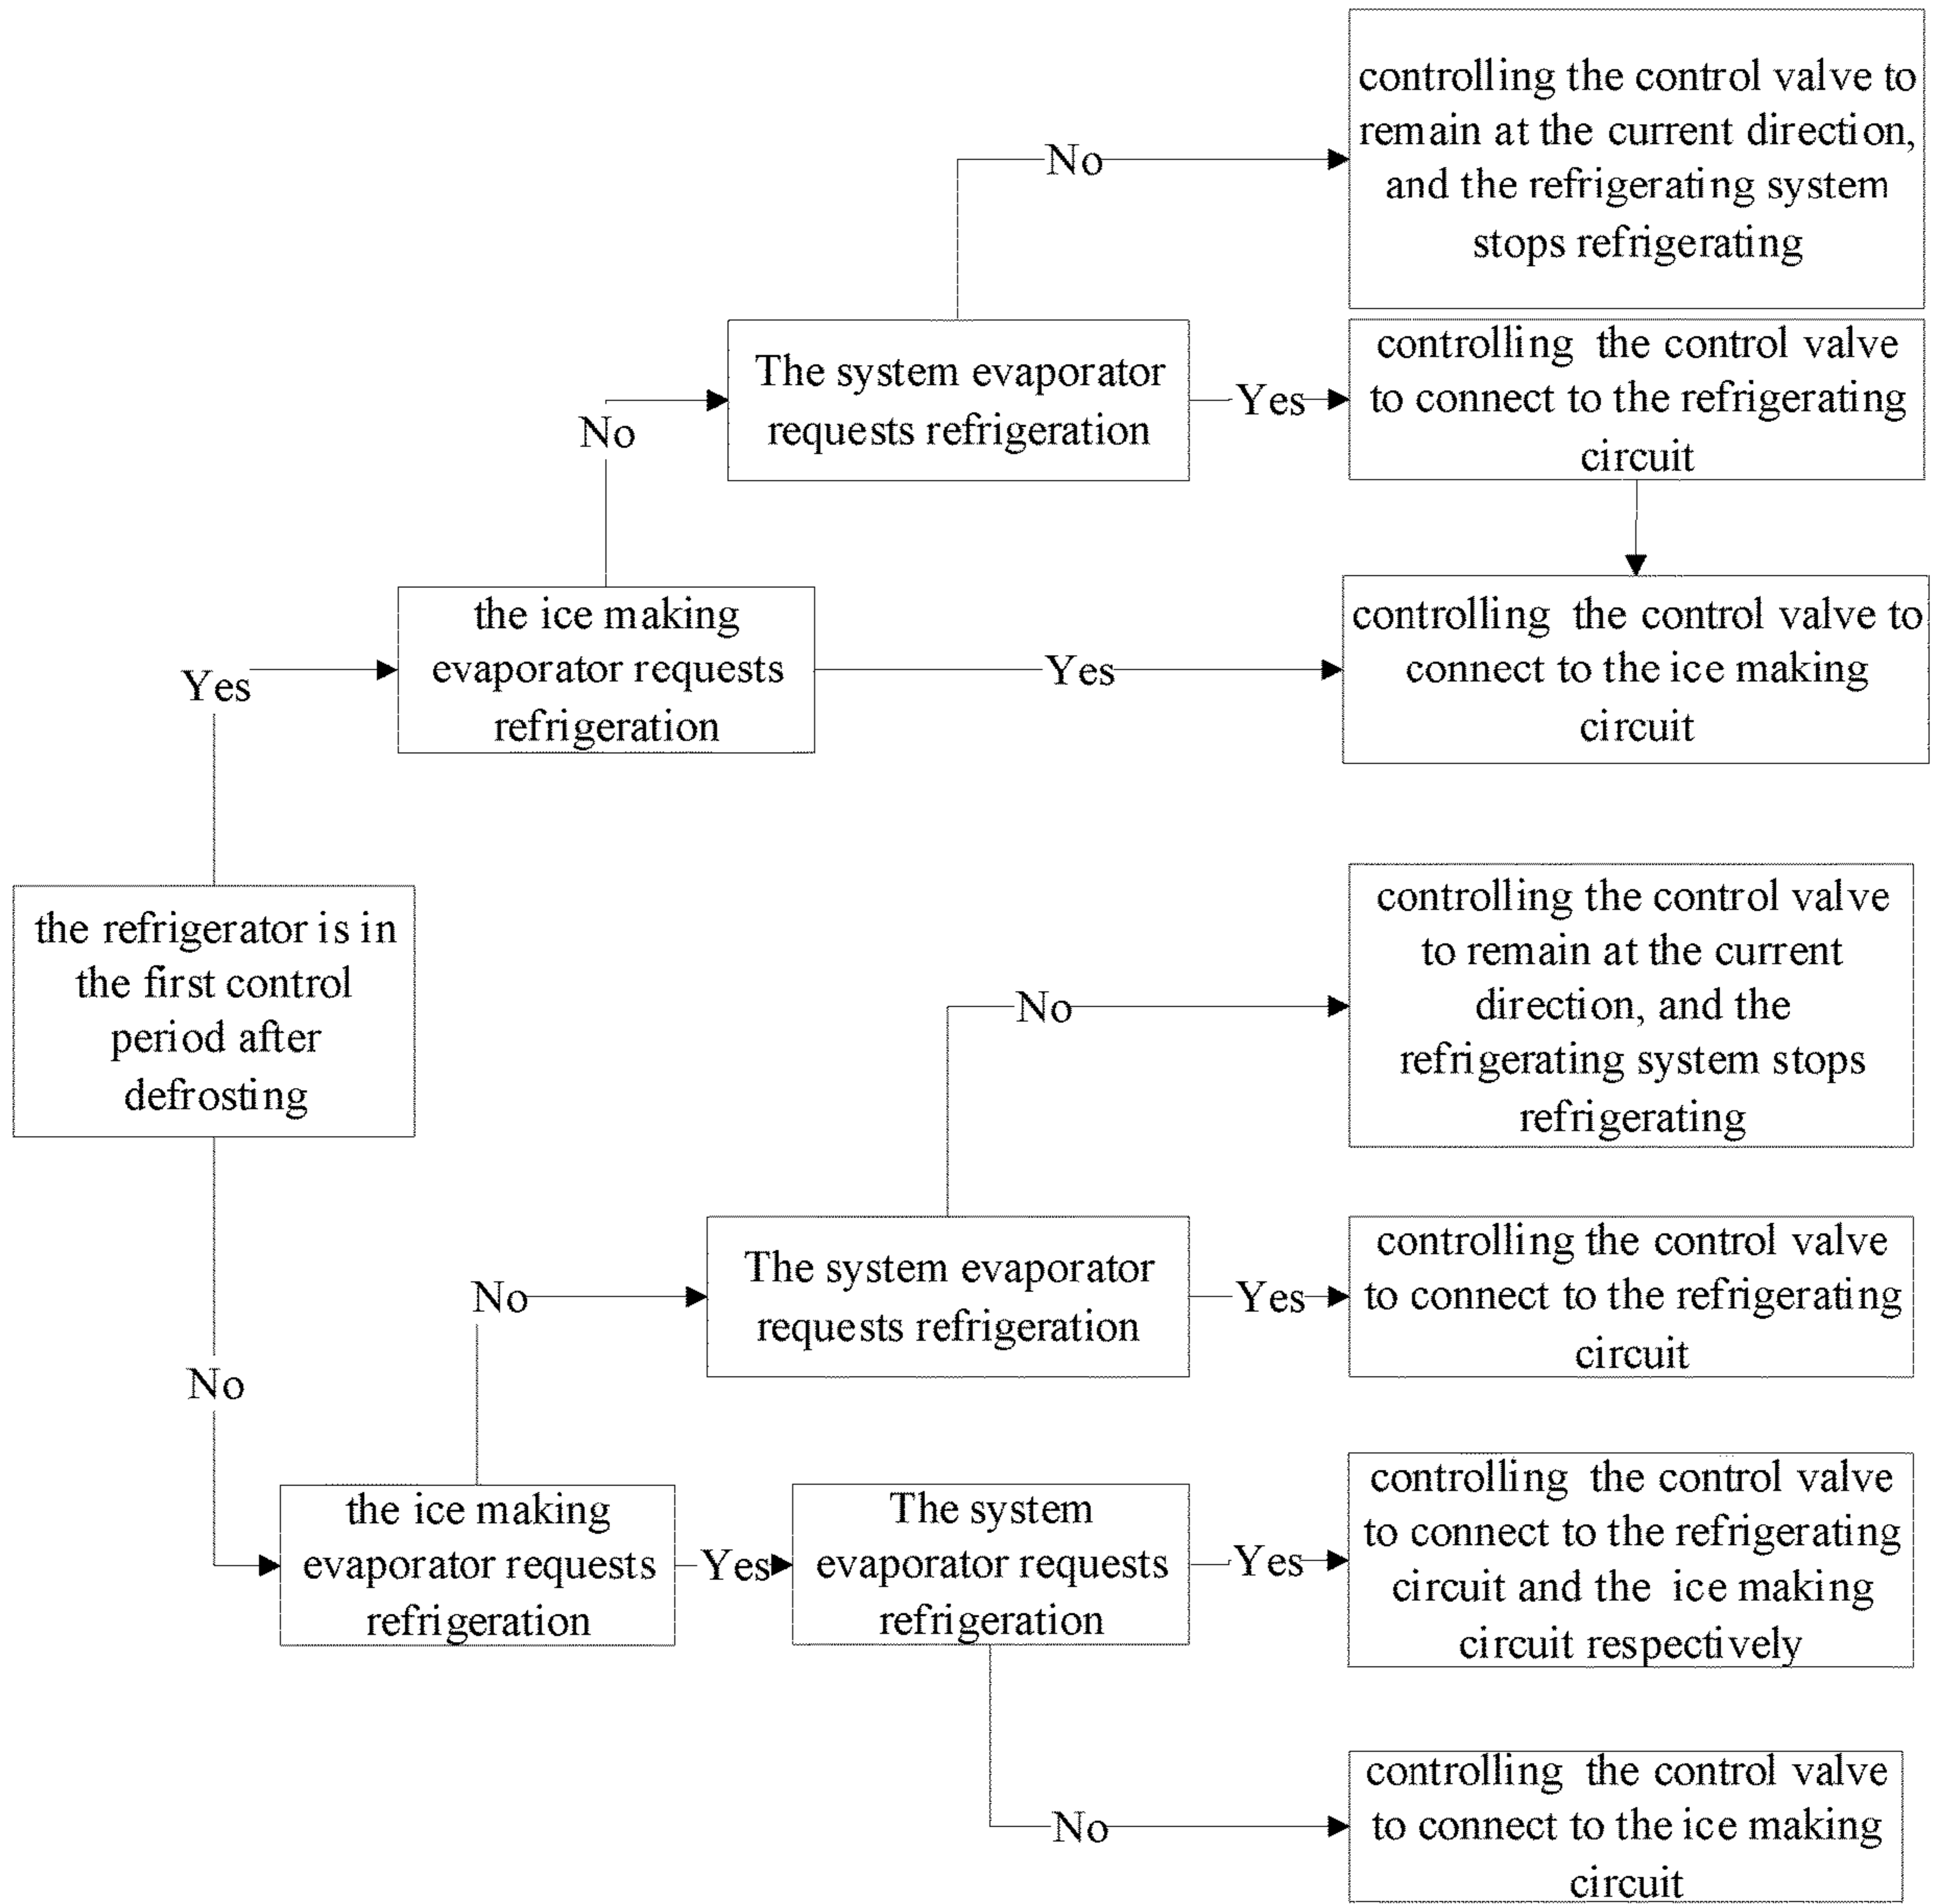 controlling the control valve to
remain at the current direction,
and the refrigerating system
stops refrigerating
No
The system evaporator
requests refrigeration
Yes
controlling the control valve
to connect to the refrigerating
circuit
No
the ice making
evaporator requests
refrigeration
Yes
controlling the control valve to
connect to the ice making
circuit
Yes
the refrigerator is in
the first control
period after
defrosting
controlling the control valve
to remain at the current
direction, and the
refrigerating system stops
refrigerating
No
The system evaporator
requests refrigeration
Yes
controlling the control valve
to connect to the refrigerating
circuit
No
No
the ice making
evaporator requests
refrigeration
Yes
The system
evaporator requests
refrigeration
Yes
controlling the control valve
to connect to the refrigerating
circuit and the ice making
circuit respectively
No
controlling the control valve
to connect to the ice making
circuit